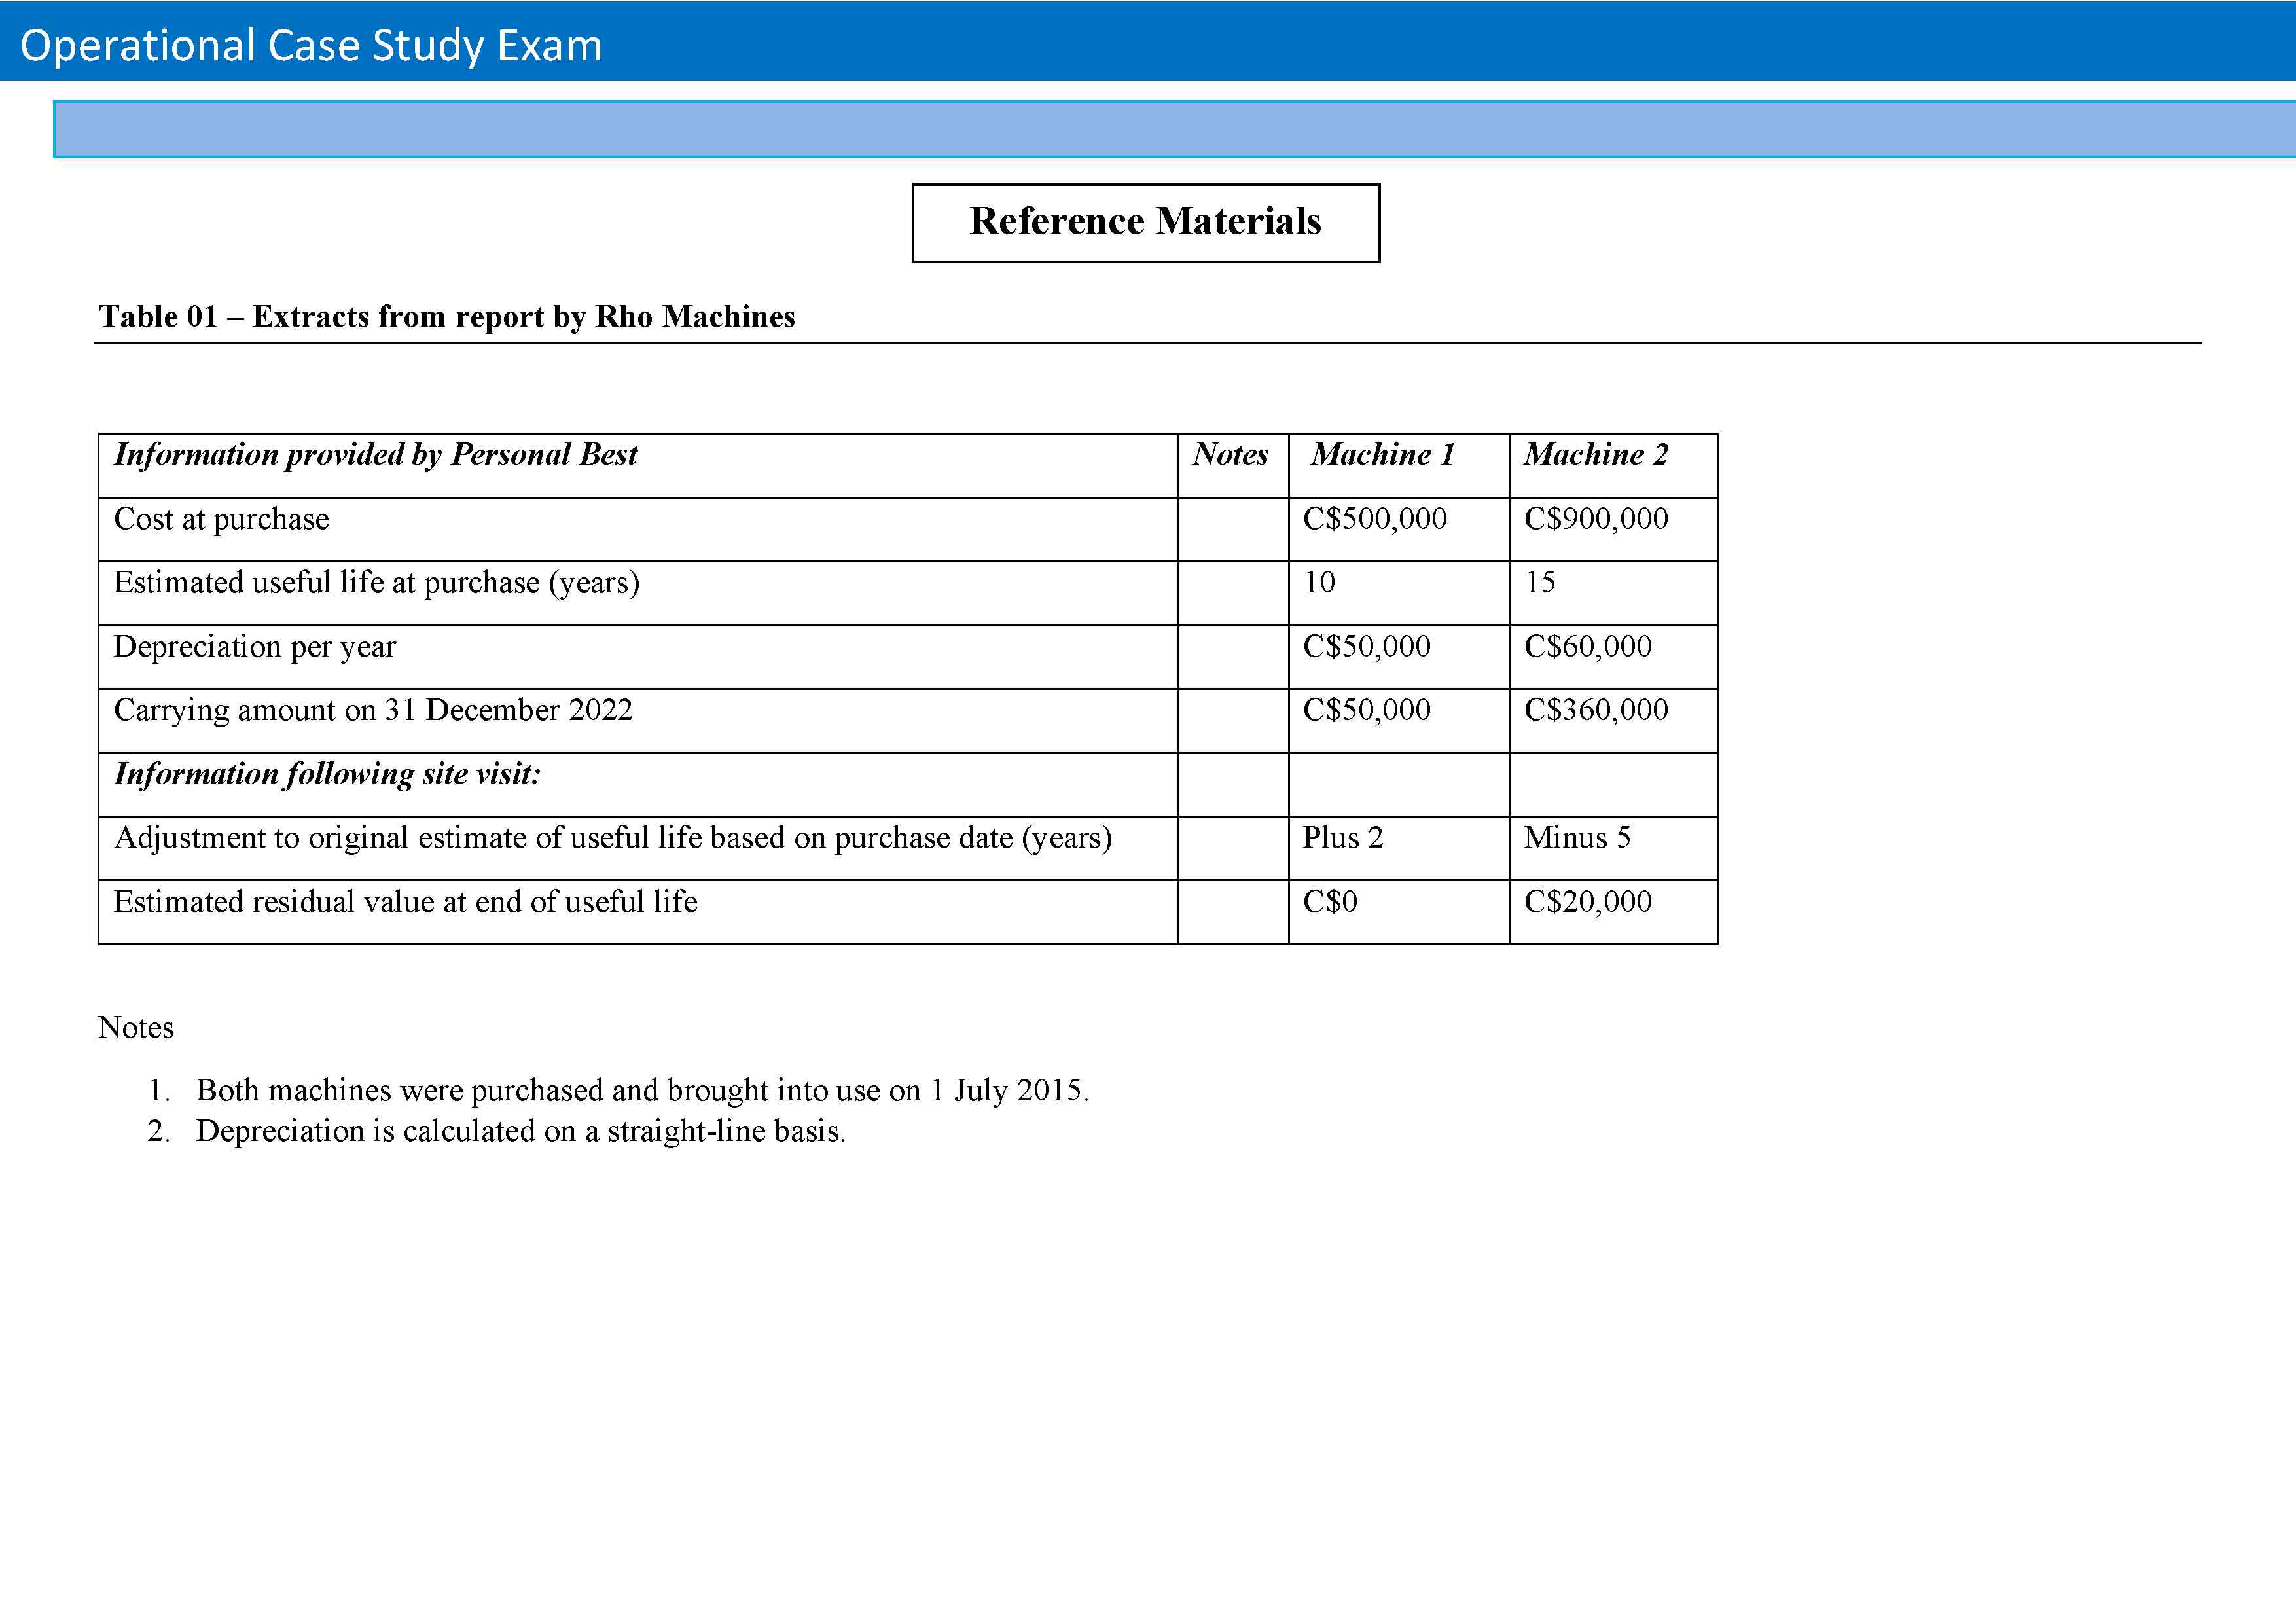 Operational Case Study Exam
Reference Materials
Table 01 – Extracts from report by Rho Machines
Information provided by Personal Best Notes Machine 1 Machine 2
Cost at purchase C$500,000 C$900,000
Estimated useful life at purchase (years) 10 15
Depreciation per year C$50,000 C$60,000
Carrying amount on 31 December 2022 C$50,000 C$360,000
Information following site visit:
Adjustment to original estimate of useful life based on purchase date (years) Plus 2 Minus 5
Estimated residual value at end of useful life C$0 C$20,000
Notes
1. Both machines were purchased and brought into use on 1 July 2015.
2. Depreciation is calculated on a straight-line basis.